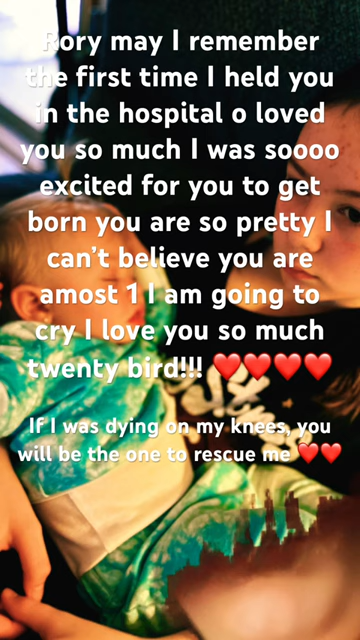 Rory may I remember
the first time I held you
in the hospital o loved
you so much I was soooo
excited for you to get
born you are so pretty I
can't believe you are
amost 1 I am going to
cry I love you so much
twenty bird!!! ❤️❤️❤️❤️
If I was dying on my knees, you
will be the one to rescue me ❤️❤️